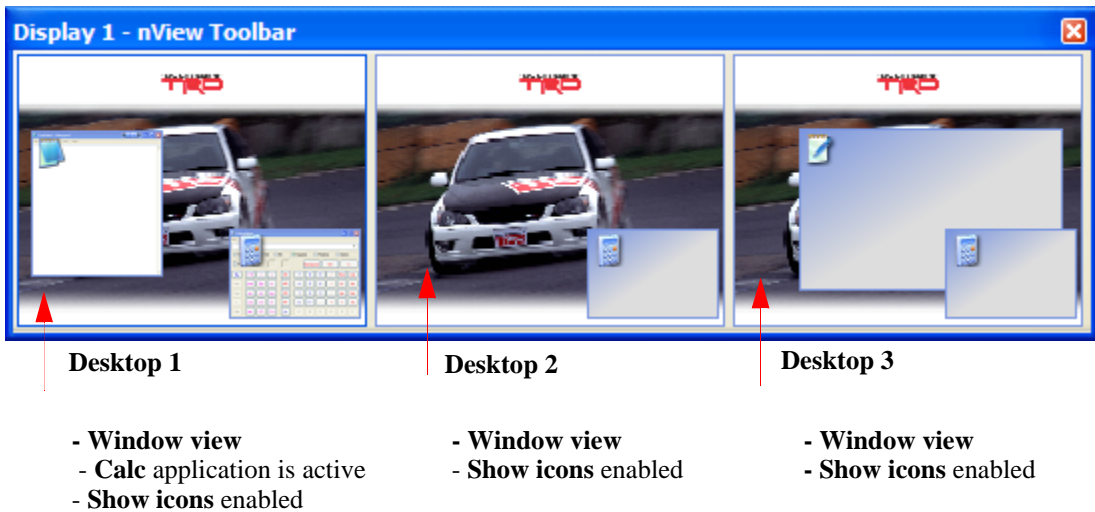 Display 1 - nView Toolbar
TRD
TRD
TRD
Desktop 1
Desktop 2
Desktop 3
- Window view
- Calc application is active
- Show icons enabled
- Window view
- Show icons enabled
- Window view
- Show icons enabled